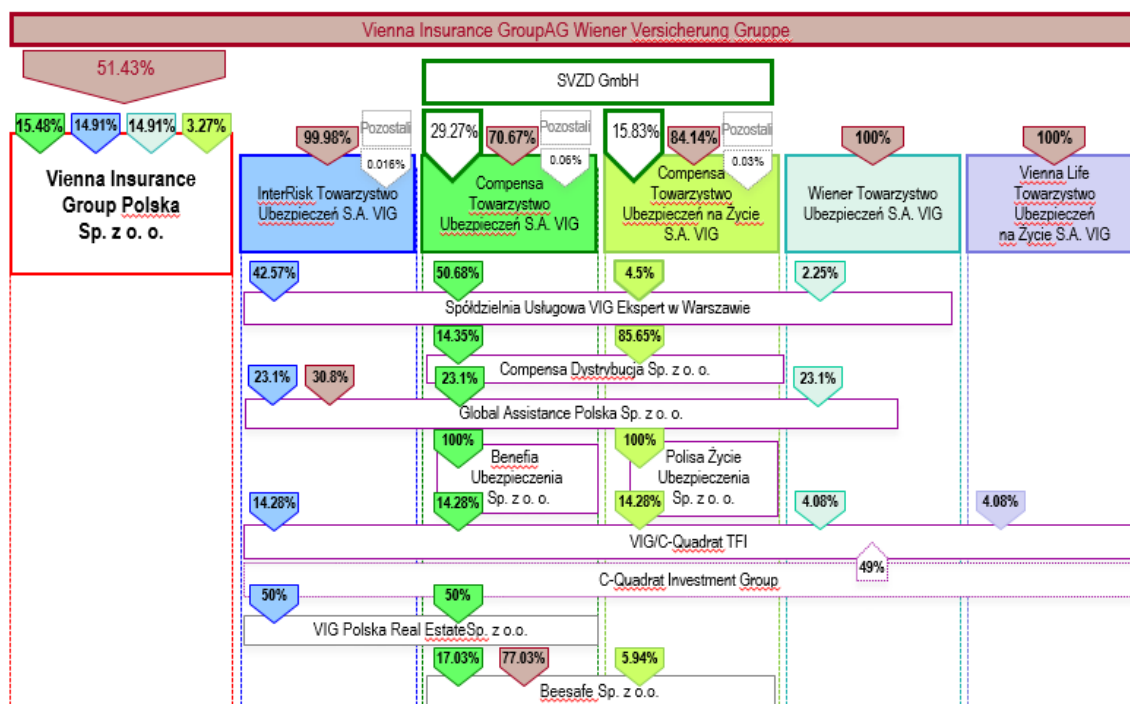 Vienna Insurance GroupAG Wiener Versicherung Gruppe
51.43%
SVZD GmbH
15.48% 14.91% 14.91% 3.27%
99.98% Pozostali 29.27% 70.67% Pozostali 15.83% 84.14% Pozostali 100% 100%
0.016% 0.06% 0.03%
Vienna Insurance
Group Polska
Sp. z o. o.
InterRisk Towarzystwo
Ubezpieczeń S.A. VIG
Compensa
Towarzystwo
Ubezpieczeń S.A. VIG
Compensa
Towarzystwo
Ubezpieczeń na Życie
S.A. VIG
Wiener Towarzystwo
Ubezpieczeń S.A. VIG
Vienna Life
Towarzystwo
Ubezpieczeń
na Życie S.A. VIG
42.57% 50.68% 4.5% 2.25%
Spółdzielnia Usługowa VIG Ekspert w Warszawie
14.35% 85.65%
Compensa Dystrybucja Sp. z o. o.
23.1% 30.8% 23.1% 23.1%
Global Assistance Polska Sp. z o. o.
100% 100%
Benefia
Ubezpieczenia
Sp. z o. o.
Polisa Życie
Ubezpieczenia
Sp. z o. o.
14.28% 14.28% 14.28% 4.08% 4.08%
VIG/C-Quadrat TFI
49%
C-Quadrat Investment Group
50% 50%
VIG Polska Real EstateSp. z o.o.
17.03% 77.03% 5.94%
Beesafe Sp. z o.o.